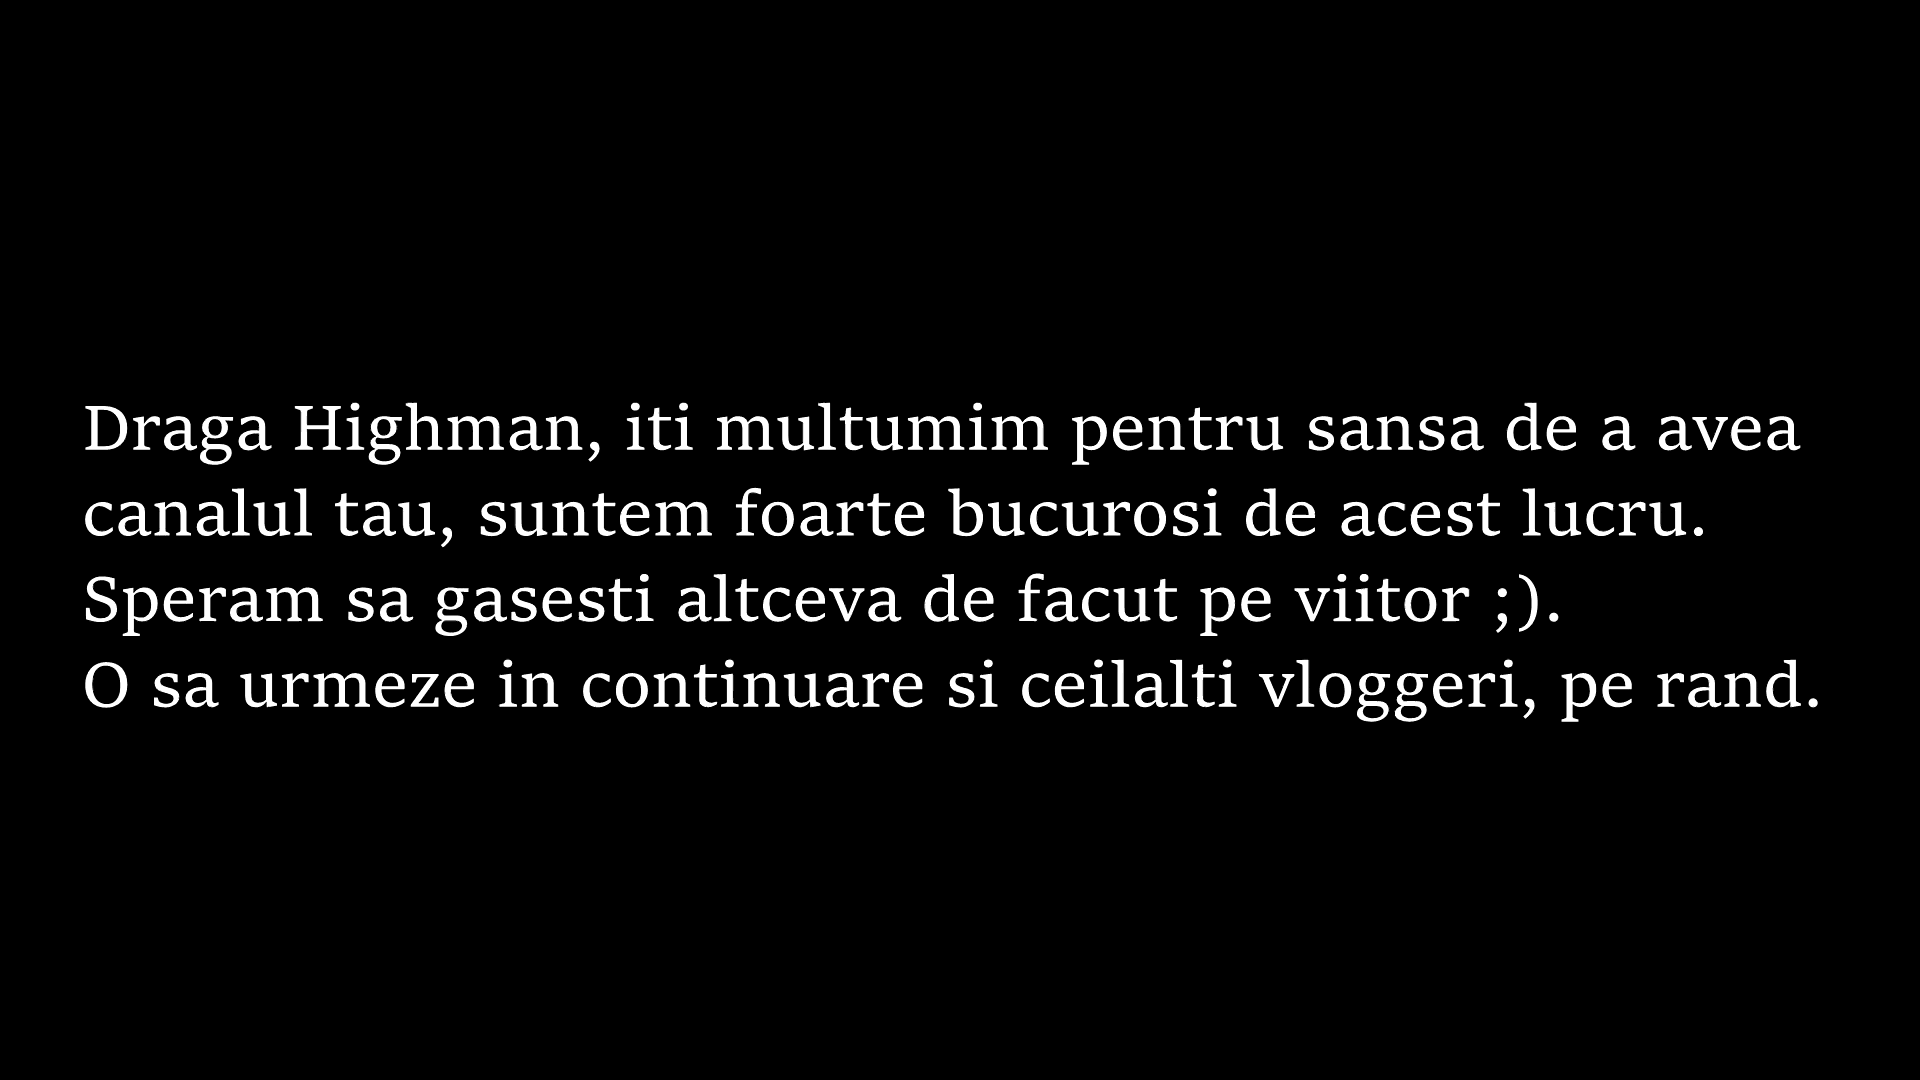 Draga Highman, iti multumim pentru sansa de a avea
canalul tau, suntem foarte bucurosi de acest lucru.
Speram sa gasesti altceva de facut pe viitor ;).
O sa urmeze in continuare si ceilalti vloggeri, pe rand.